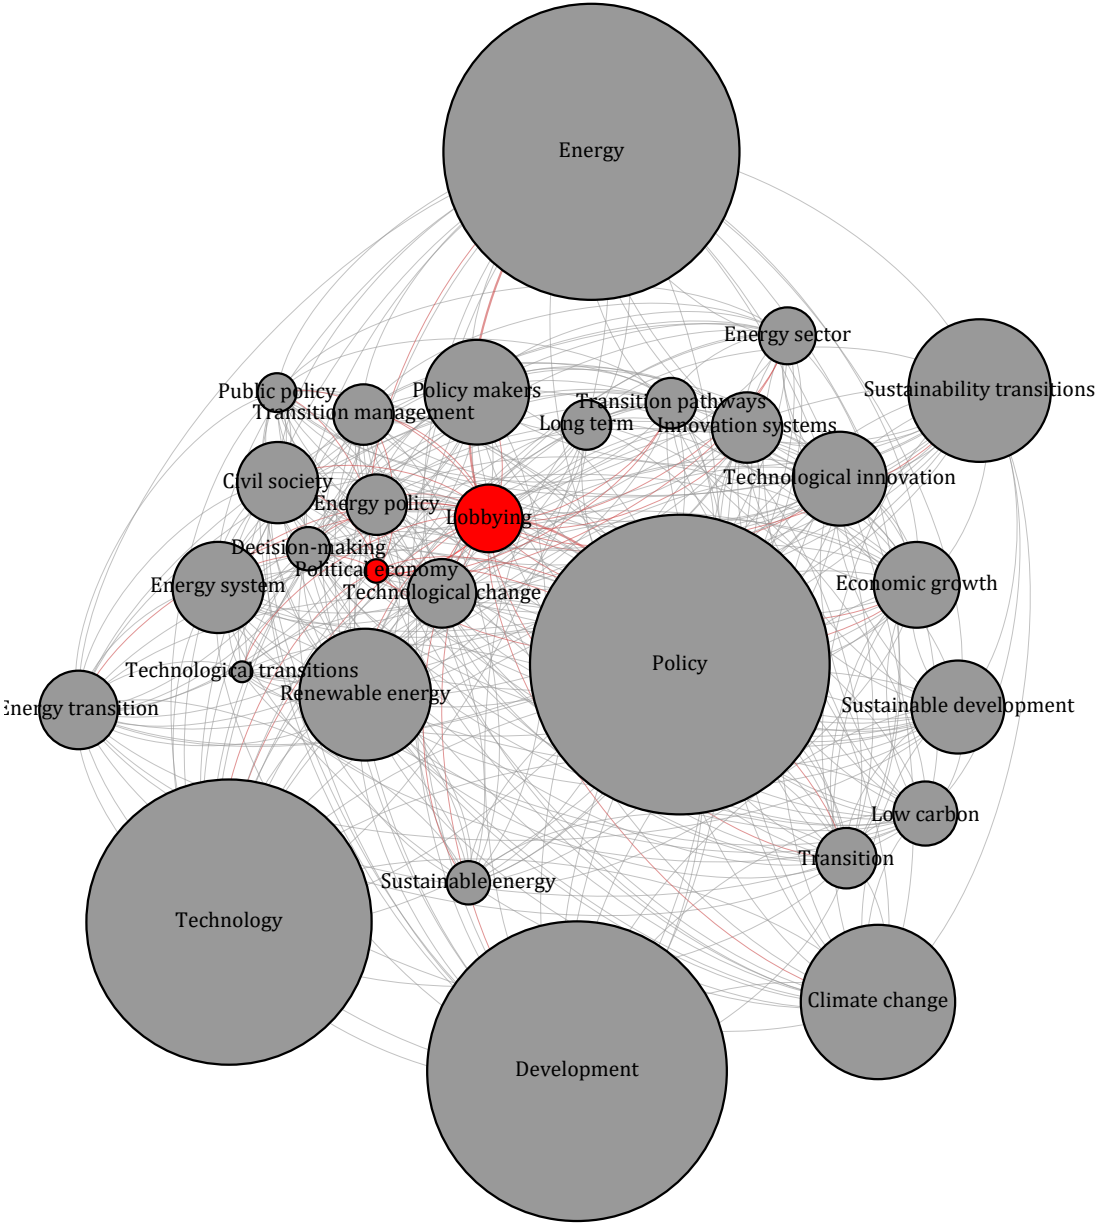 Energy
Energy sector
Sustainability transitions
Policy makers
Public policy
Transition pathways
Transition management
Long term
Innovation systems
Technological innovation
Civil society
Energy policy
Lobbying
Decision-making
Political economy
Energy system
Technological change
Economic growth
Policy
Technological transitions
Renewable energy
Sustainable development
Energy transition
Low carbon
Transition
Sustainable energy
Technology
Climate change
Development